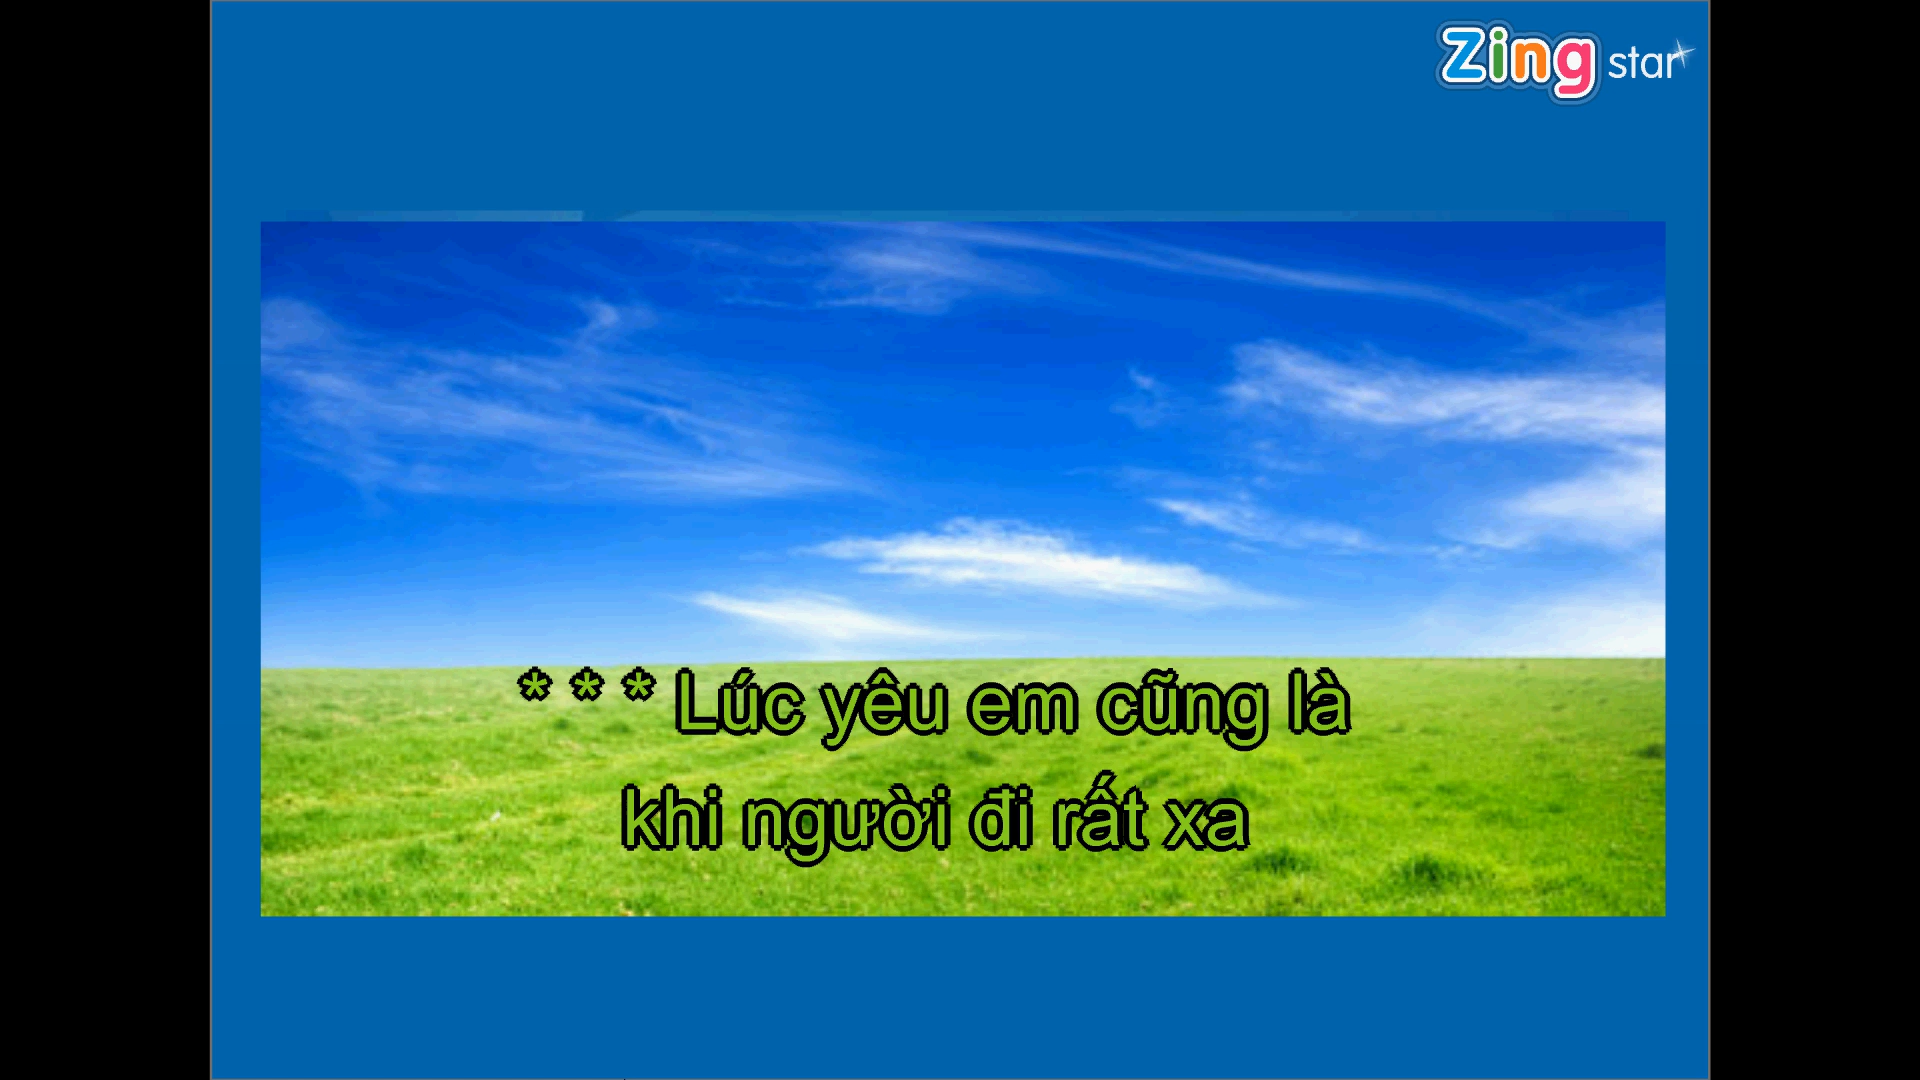 Zing star
* * * Lúc yêu em cũng là
khi người đi rất xa